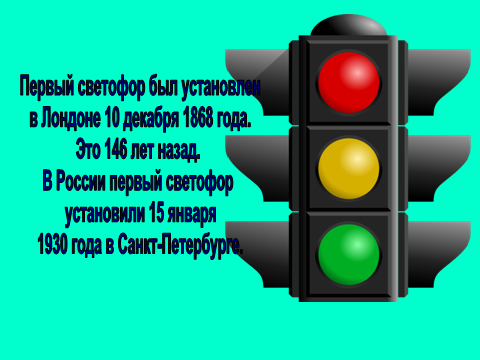 Первый светофор был установлен
в Лондоне 10 декабря 1868 года.
Это 146 лет назад.
В России первый светофор
установили 15 января
1930 года в Санкт-Петербурге.